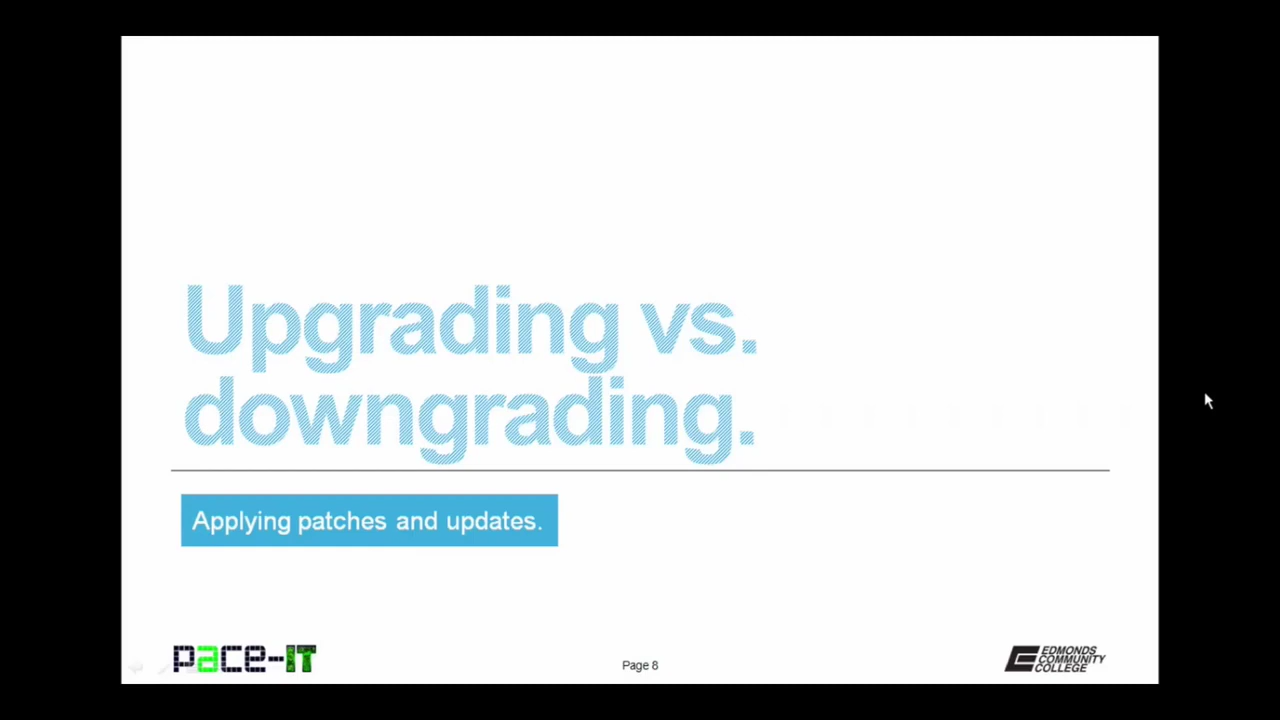 Upgrading vs.
downgrading.
Applying patches and updates.
pace-IT
Page 8
EDMONDS
COMMUNITY
COLLEGE